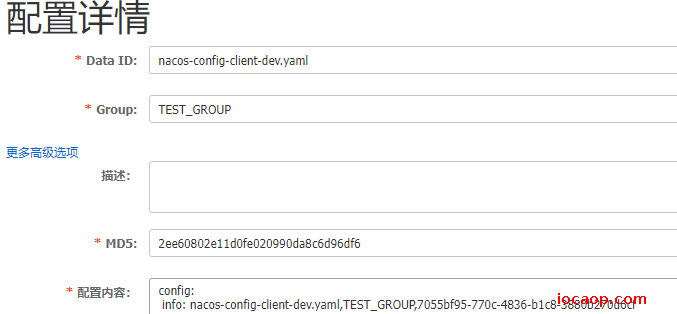 配置详情
* Data ID: nacos-config-client-dev.yaml
* Group: TEST_GROUP
更多高级选项
描述:
* MD5: 2ee60802e11d0fe020990da8c6d96df6
* 配置内容: config:
info: nacos-config-client-dev.yaml,TEST_GROUP,7055bf95-770c-4836-b1c8-3880b270d6cf
iocaop.com